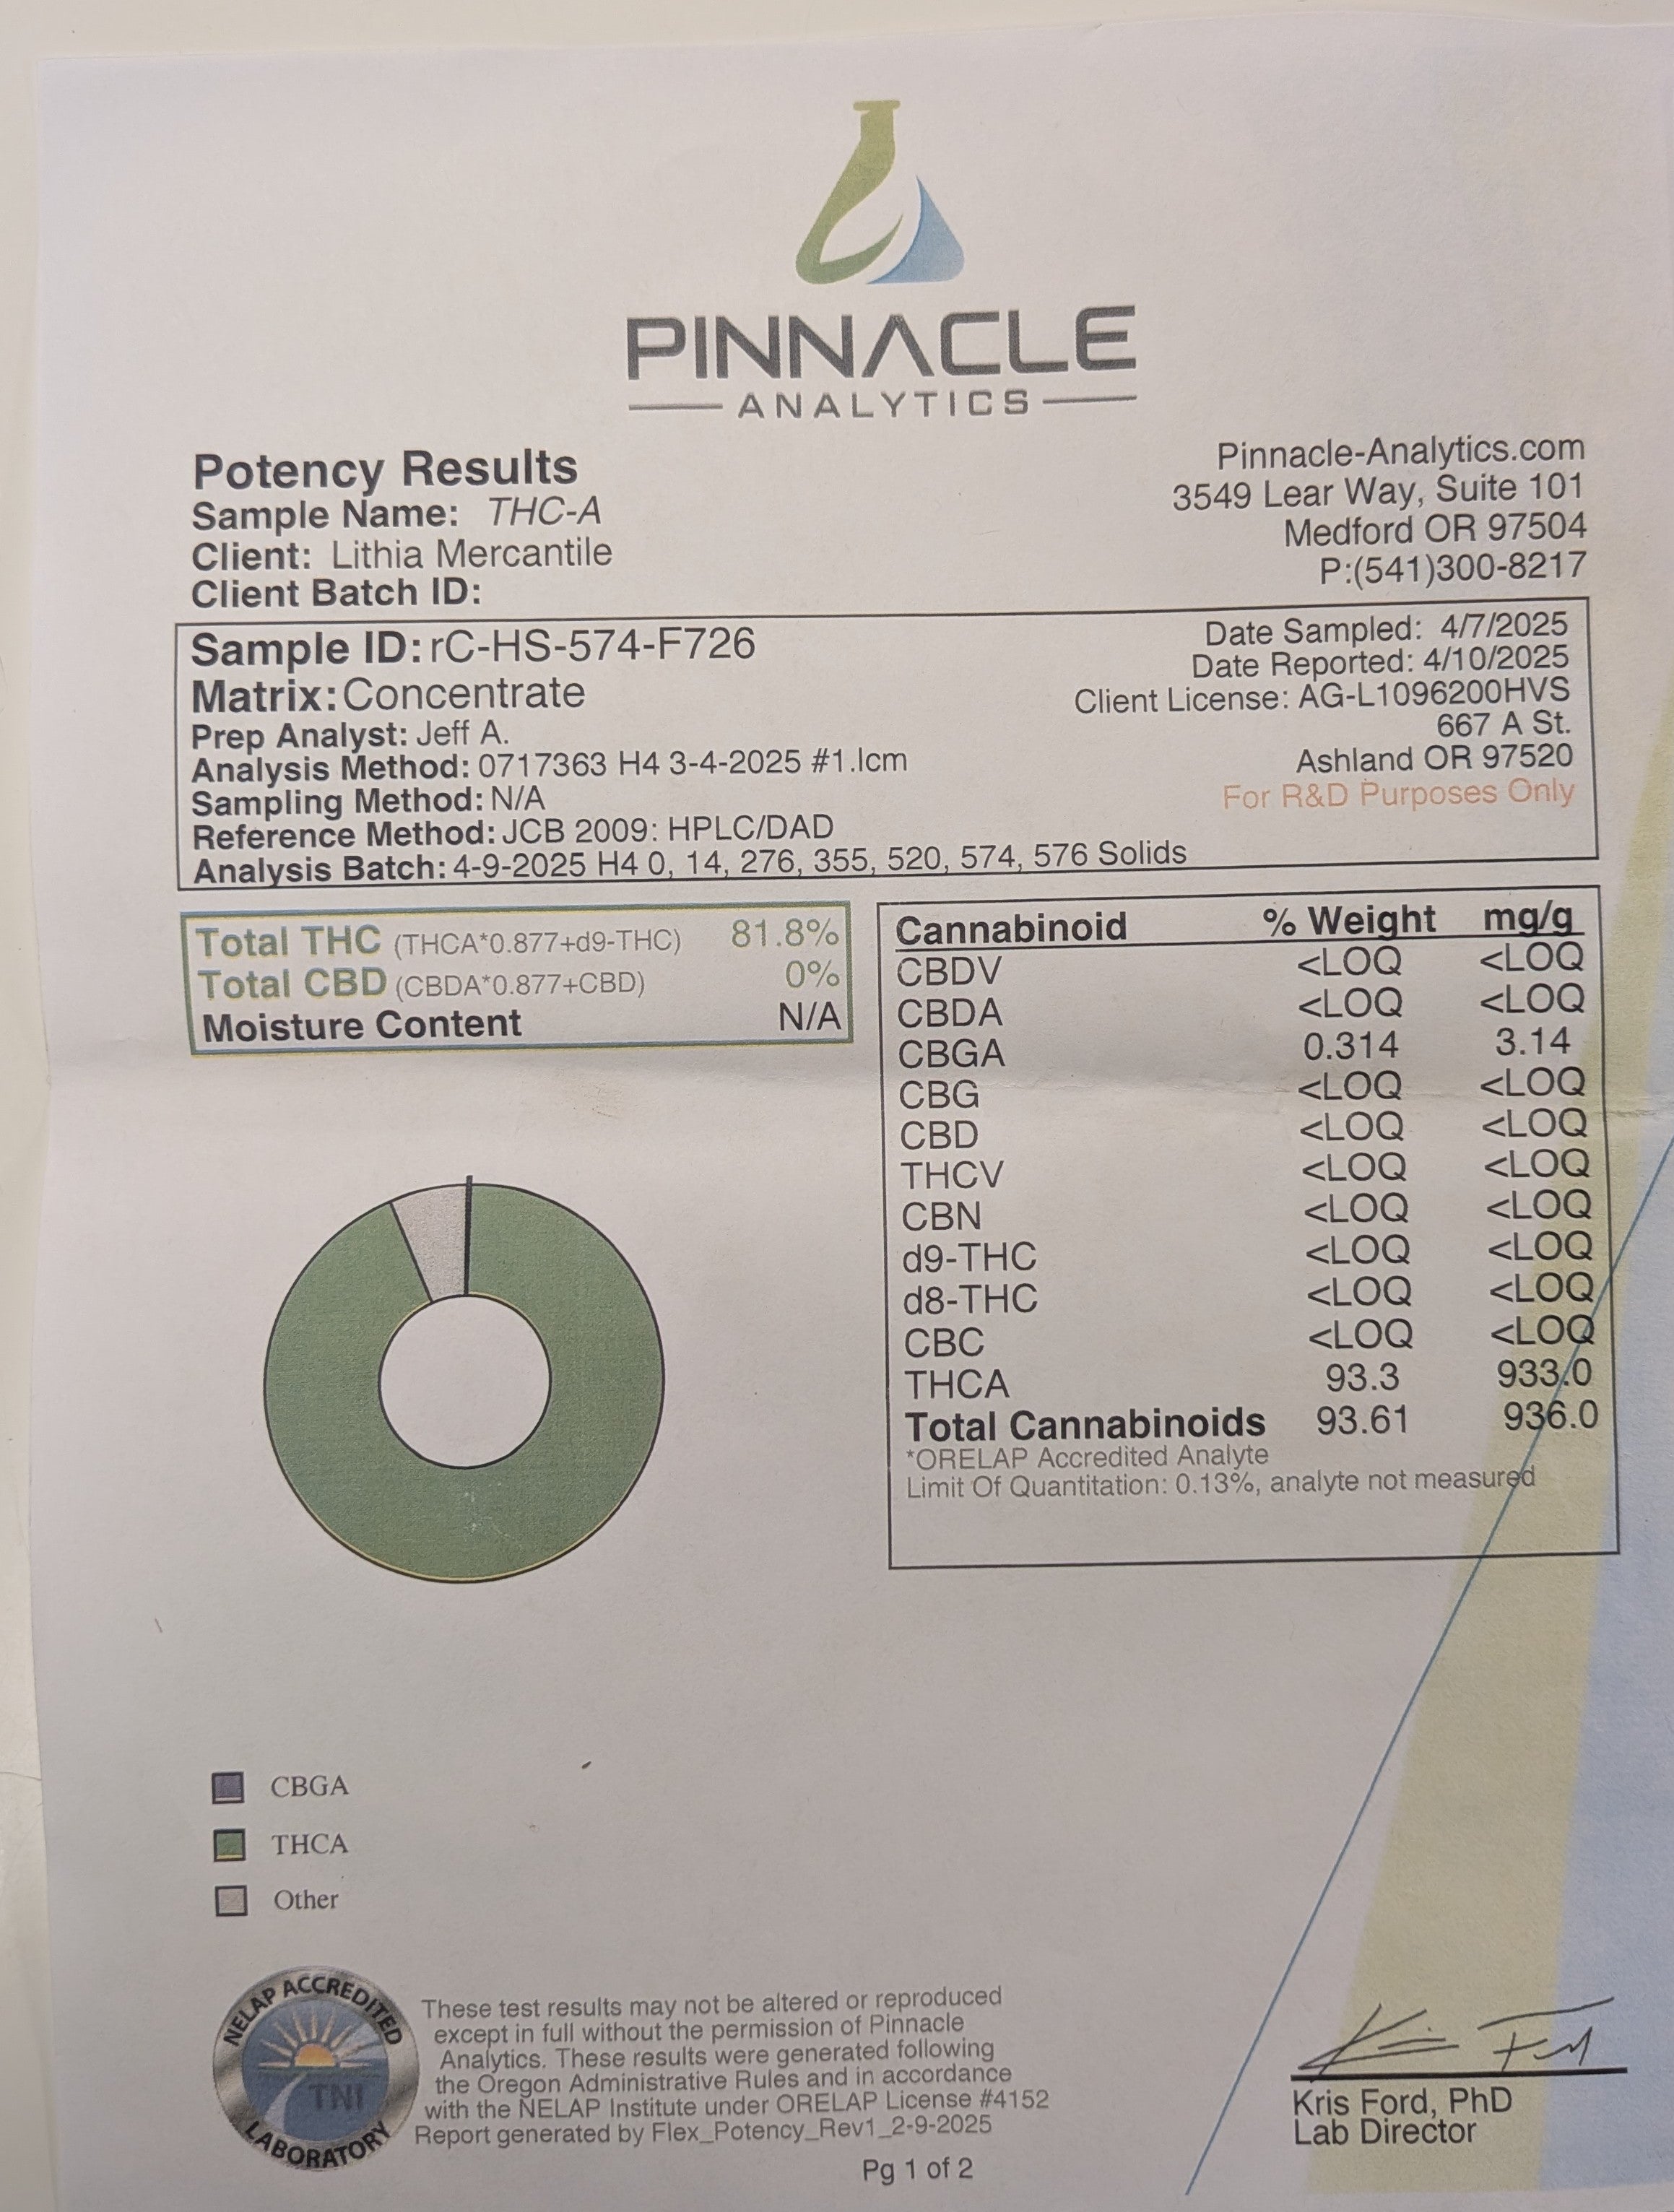 PINNACLE
ANALYTICS
Potency Results
Sample Name: THC-A
Client: Lithia Mercantile
Client Batch ID:
Pinnacle-Analytics.com
3549 Lear Way, Suite 101
Medford OR 97504
P:(541)300-8217
Sample ID: rC-HS-574-F726
Matrix: Concentrate
Prep Analyst: Jeff A.
Analysis Method: 0717363 H4 3-4-2025 #1.lcm
Sampling Method: N/A
Reference Method: JCB 2009: HPLC/DAD
Analysis Batch: 4-9-2025 H4 0, 14, 276, 355, 520, 574, 576 Solids
Date Sampled: 4/7/2025
Date Reported: 4/10/2025
Client License: AG-L1096200HVS
667 A St.
Ashland OR 97520
For R&D Purposes Only
Total THC (THCA*0.877+d9-THC) 81.8%
Total CBD (CBDA*0.877+CBD) 0%
Moisture Content N/A
Cannabinoid % Weight mg/g
CBDV <LOQ <LOQ
CBDA <LOQ <LOQ
CBGA 0.314 3.14
CBG <LOQ <LOQ
CBD <LOQ <LOQ
THCV <LOQ <LOQ
CBN <LOQ <LOQ
d9-THC <LOQ <LOQ
d8-THC <LOQ <LOQ
CBC <LOQ <LOQ
THCA 93.3 933.0
Total Cannabinoids 93.61 936.0
*ORELAP Accredited Analyte
Limit Of Quantitation: 0.13%, analyte not measured
CBGA
THCA
Other
NELAP ACCREDITED
TNI
LABORATORY
These test results may not be altered or reproduced
except in full without the permission of Pinnacle
Analytics. These results were generated following
the Oregon Administrative Rules and in accordance
with the NELAP Institute under ORELAP License #4152
Report generated by Flex_Potency_Rev1_2-9-2025
Kris Ford, PhD
Lab Director
Pg 1 of 2